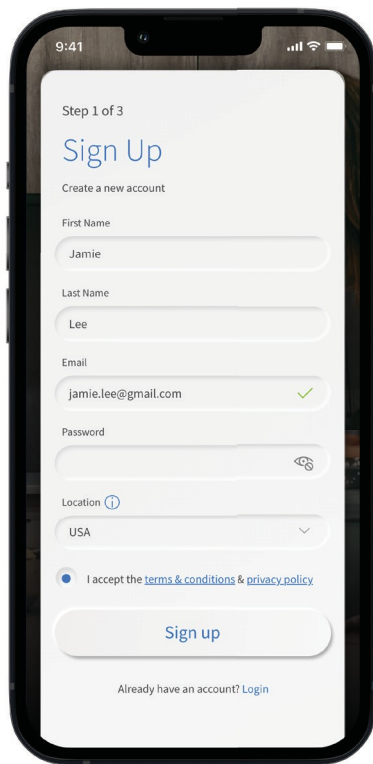 9:41
Step 1 of 3
Sign Up
Create a new account
First Name
Jamie
Last Name
Lee
Email
jamie.lee@gmail.com
Password
Location
USA
I accept the terms & conditions & privacy policy
Sign up
Already have an account? Login